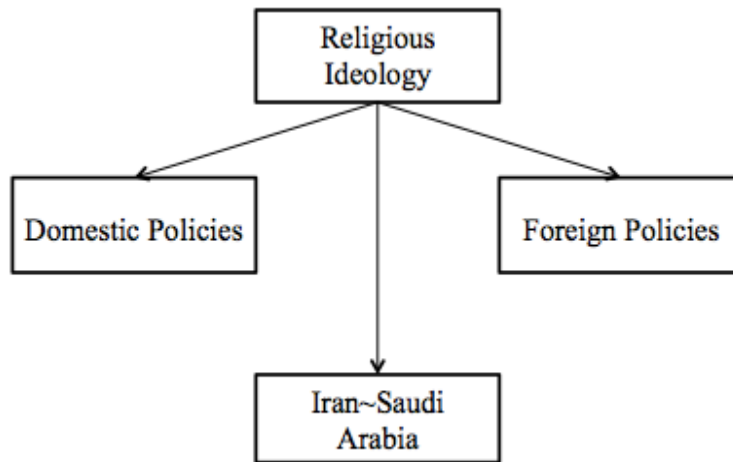 Religious
Ideology
Domestic Policies
Foreign Policies
Iran~Saudi
Arabia